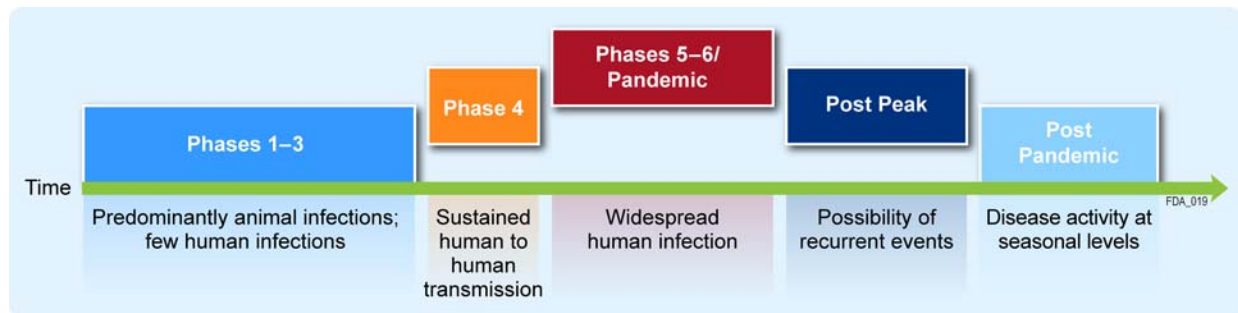 Phases 1–3
Phase 4
Phases 5–6/
Pandemic
Post Peak
Post
Pandemic
Time
FDA_019
Predominantly animal infections;
few human infections
Sustained
human to
human
transmission
Widespread
human infection
Possibility of
recurrent events
Disease activity at
seasonal levels